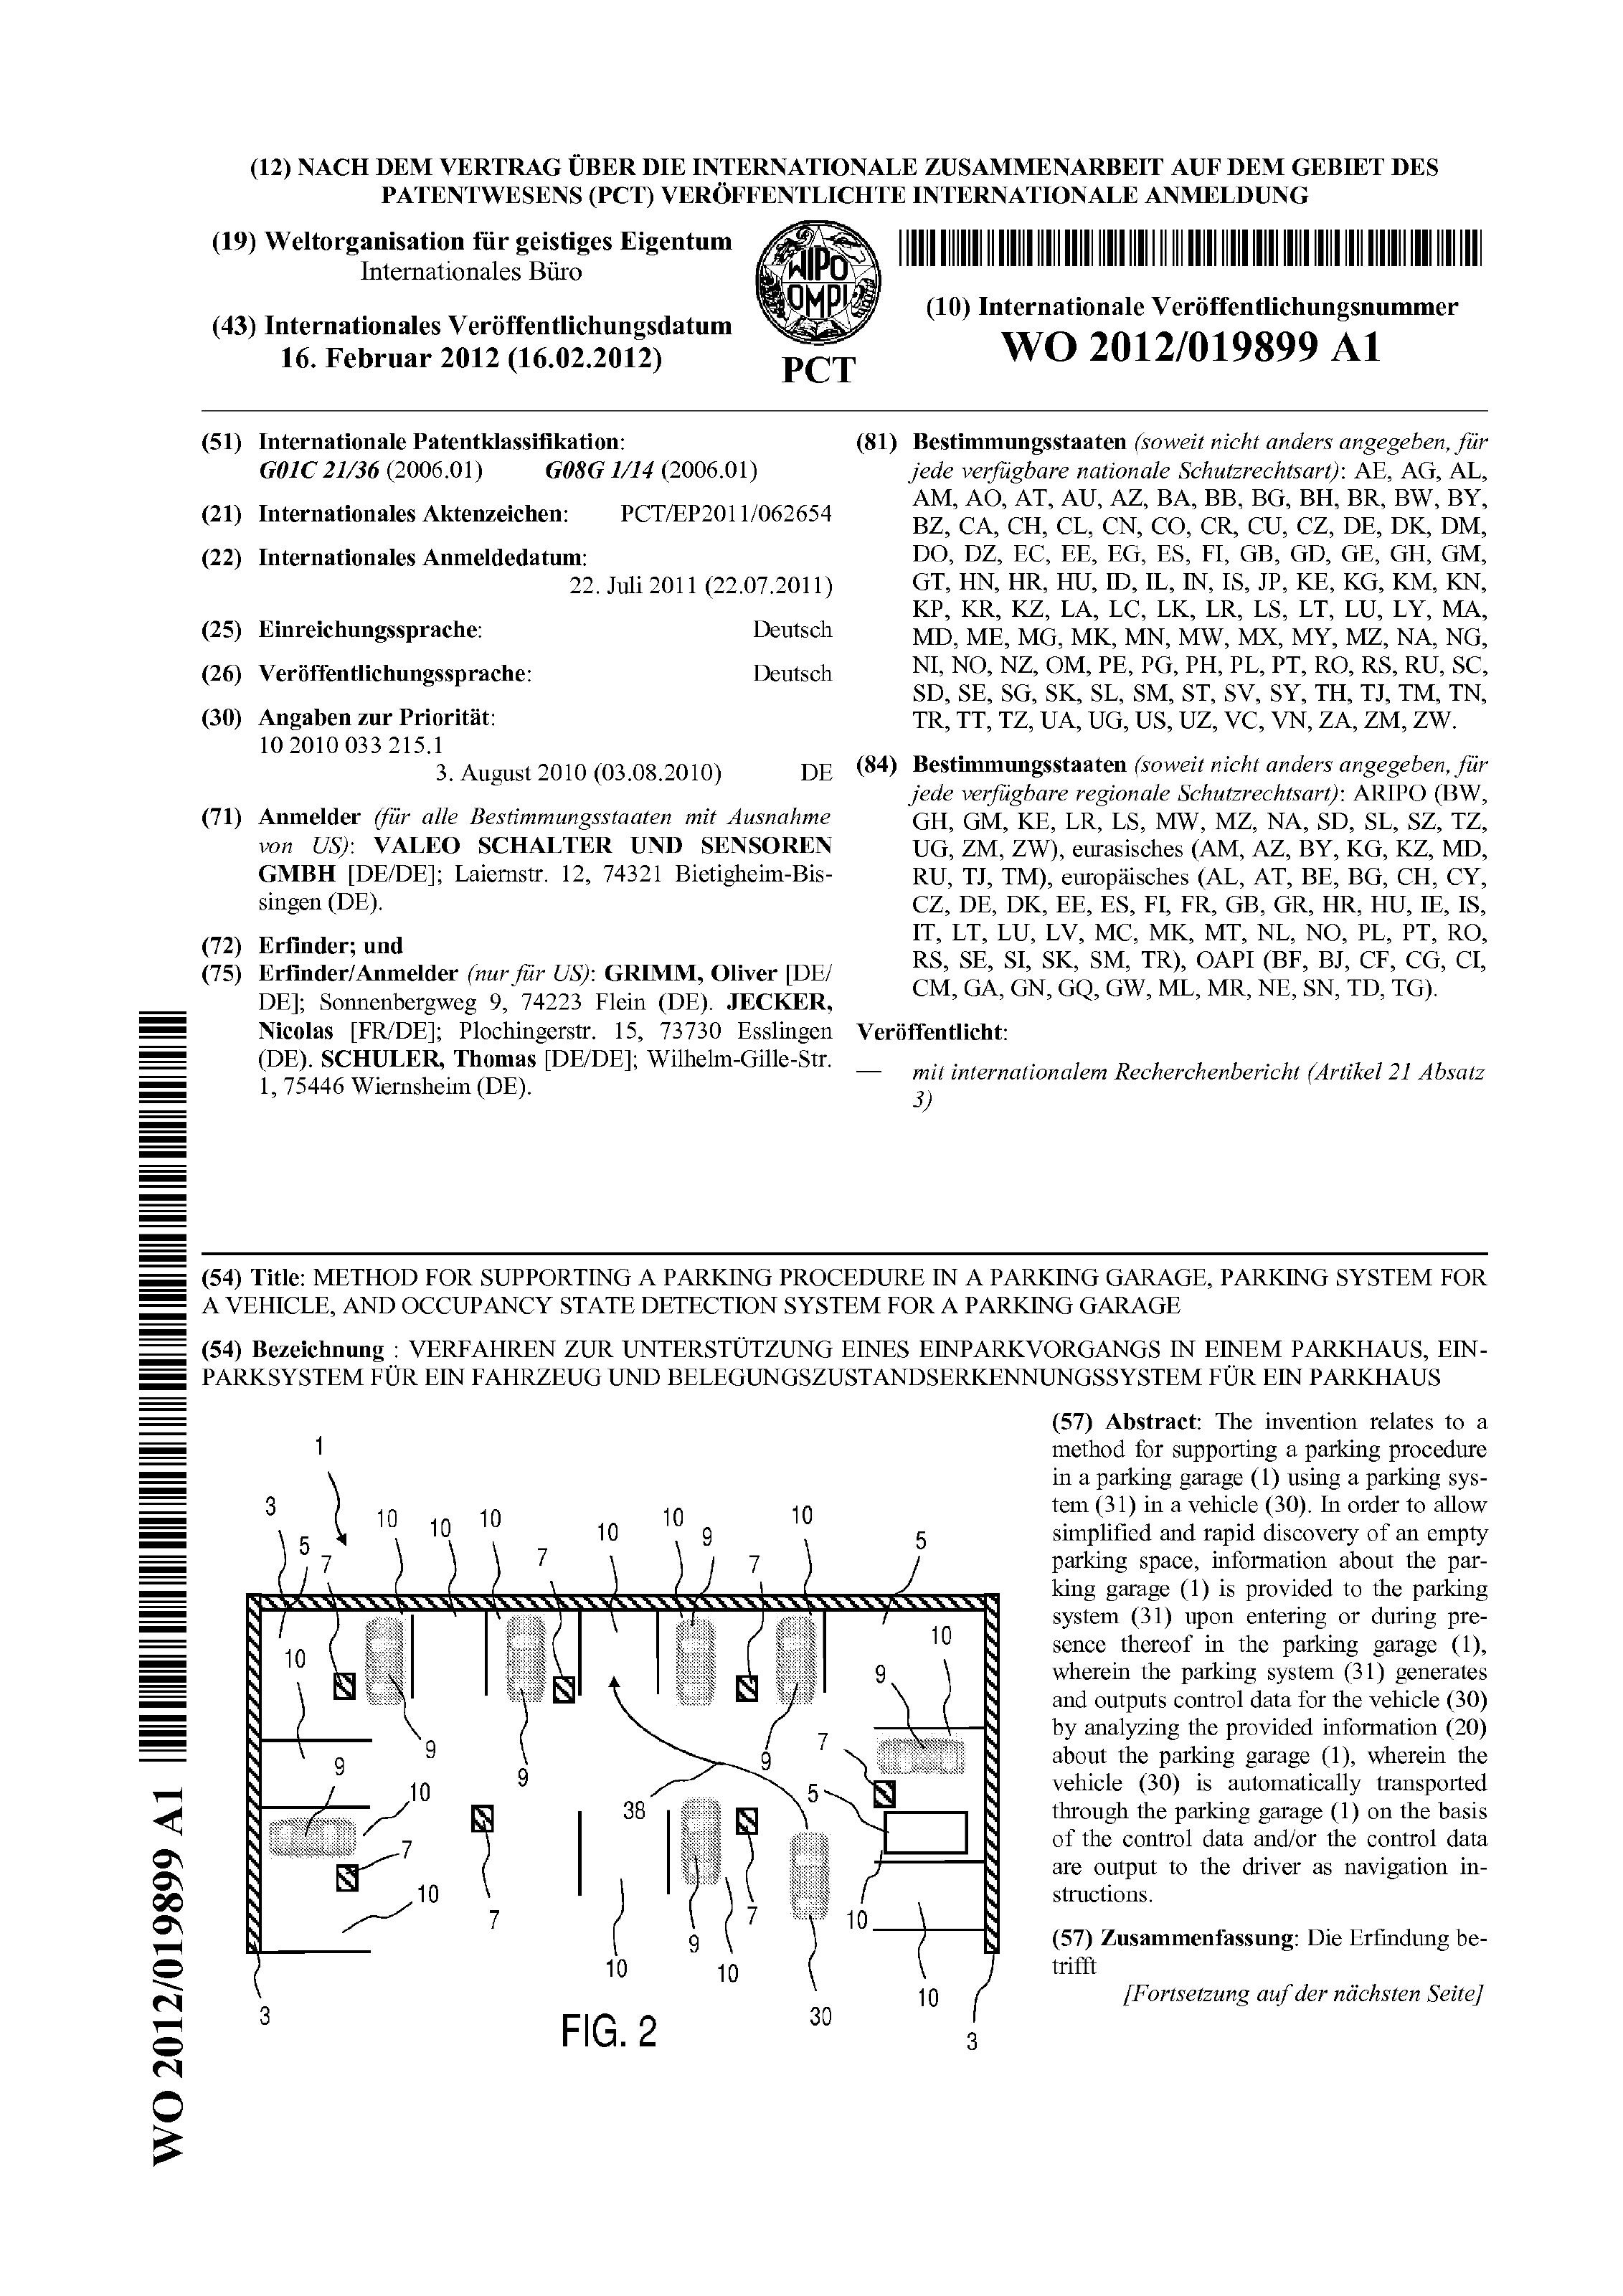 (12) NACH DEM VERTRAG ÜBER DIE INTERNATIONALE ZUSAMMENARBEIT AUF DEM GEBIET DES
PATENTWESENS (PCT) VERÖFFENTLICHTE INTERNATIONALE ANMELDUNG
(19) Weltorganisation für geistiges Eigentum
Internationales Büro
(43) Internationales Veröffentlichungsdatum
16. Februar 2012 (16.02.2012)
WIPO
OMPI
PCT
(10) Internationale Veröffentlichungsnummer
WO 2012/019899 A1
(51) Internationale Patentklassifikation:
G01C 21/36 (2006.01) G08G 1/14 (2006.01)
(21) Internationales Aktenzeichen: PCT/EP2011/062654
(22) Internationales Anmeldedatum:
22. Juli 2011 (22.07.2011)
(25) Einreichungssprache: Deutsch
(26) Veröffentlichungssprache: Deutsch
(30) Angaben zur Priorität:
10 2010 033 215.1
3. August 2010 (03.08.2010) DE
(71) Anmelder (für alle Bestimmungsstaaten mit Ausnahme
von US): VALEO SCHALTER UND SENSOREN
GMBH [DE/DE]; Laiernstr. 12, 74321 Bietigheim-Bis-
singen (DE).
(72) Erfinder; und
(75) Erfinder/Anmelder (nur für US): GRIMM, Oliver [DE/
DE]; Sonnenbergweg 9, 74223 Flein (DE). JECKER,
Nicolas [FR/DE]; Plochingerstr. 15, 73730 Esslingen
(DE). SCHULER, Thomas [DE/DE]; Wilhelm-Gille-Str.
1, 75446 Wiernsheim (DE).
(81) Bestimmungsstaaten (soweit nicht anders angegeben, für
jede verfügbare nationale Schutzrechtsart): AE, AG, AL,
AM, AO, AT, AU, AZ, BA, BB, BG, BH, BR, BW, BY,
BZ, CA, CH, CL, CN, CO, CR, CU, CZ, DE, DK, DM,
DO, DZ, EC, EE, EG, ES, FI, GB, GD, GE, GH, GM,
GT, HN, HR, HU, ID, IL, IN, IS, JP, KE, KG, KM, KN,
KP, KR, KZ, LA, LC, LK, LR, LS, LT, LU, LY, MA,
MD, ME, MG, MK, MN, MW, MX, MY, MZ, NA, NG,
NI, NO, NZ, OM, PE, PG, PH, PL, PT, RO, RS, RU, SC,
SD, SE, SG, SK, SL, SM, ST, SV, SY, TH, TJ, TM, TN,
TR, TT, TZ, UA, UG, US, UZ, VC, VN, ZA, ZM, ZW.
(84) Bestimmungsstaaten (soweit nicht anders angegeben, für
jede verfügbare regionale Schutzrechtsart): ARIPO (BW,
GH, GM, KE, LR, LS, MW, MZ, NA, SD, SL, SZ, TZ,
UG, ZM, ZW), eurasisches (AM, AZ, BY, KG, KZ, MD,
RU, TJ, TM), europäisches (AL, AT, BE, BG, CH, CY,
CZ, DE, DK, EE, ES, FI, FR, GB, GR, HR, HU, IE, IS,
IT, LT, LU, LV, MC, MK, MT, NL, NO, PL, PT, RO,
RS, SE, SI, SK, SM, TR), OAPI (BF, BJ, CF, CG, CI,
CM, GA, GN, GQ, GW, ML, MR, NE, SN, TD, TG).
Veröffentlicht:
— mit internationalem Recherchenbericht (Artikel 21 Absatz
3)
(54) Title: METHOD FOR SUPPORTING A PARKING PROCEDURE IN A PARKING GARAGE, PARKING SYSTEM FOR
A VEHICLE, AND OCCUPANCY STATE DETECTION SYSTEM FOR A PARKING GARAGE
(54) Bezeichnung : VERFAHREN ZUR UNTERSTÜTZUNG EINES EINPARKVORGANGS IN EINEM PARKHAUS, EIN-
PARKSYSTEM FÜR EIN FAHRZEUG UND BELEGUNGSZUSTANDSERKENNUNGSSYSTEM FÜR EIN PARKHAUS
1
3 10 10 10 10 10 9 10
5 7 7 7 5
10 10
9
9 9 9 7
9 10 38 5
7
10 7 9 10 7 10
10 10 10
3 FIG. 2 30 3
(57) Abstract: The invention relates to a
method for supporting a parking procedure
in a parking garage (1) using a parking sys-
tem (31) in a vehicle (30). In order to allow
simplified and rapid discovery of an empty
parking space, information about the par-
king garage (1) is provided to the parking
system (31) upon entering or during pre-
sence thereof in the parking garage (1),
wherein the parking system (31) generates
and outputs control data for the vehicle (30)
by analyzing the provided information (20)
about the parking garage (1), wherein the
vehicle (30) is automatically transported
through the parking garage (1) on the basis
of the control data and/or the control data
are output to the driver as navigation in-
structions.
(57) Zusammenfassung: Die Erfindung be-
trifft
[Fortsetzung auf der nächsten Seite]
WO 2012/019899 A1